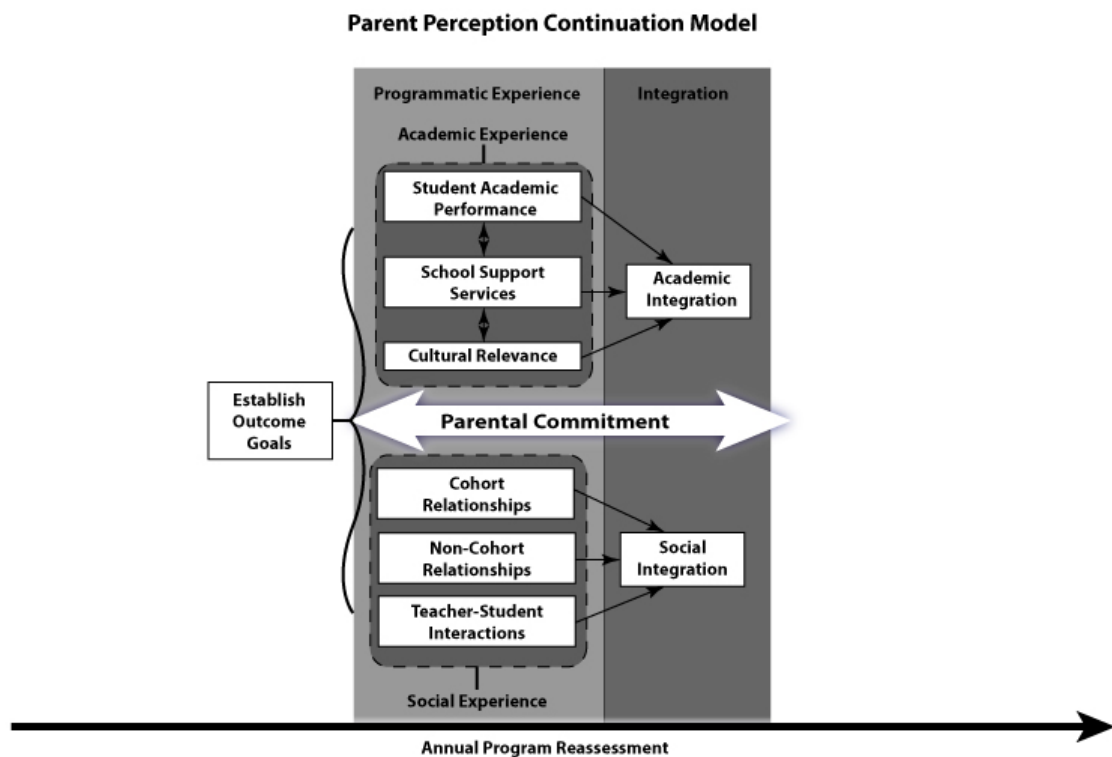 Parent Perception Continuation Model
Programmatic Experience
Integration
Academic Experience
Student Academic
Performance
School Support
Services
Cultural Relevance
Academic
Integration
Establish
Outcome
Goals
Parental Commitment
Cohort
Relationships
Non-Cohort
Relationships
Teacher-Student
Interactions
Social
Integration
Social Experience
Annual Program Reassessment